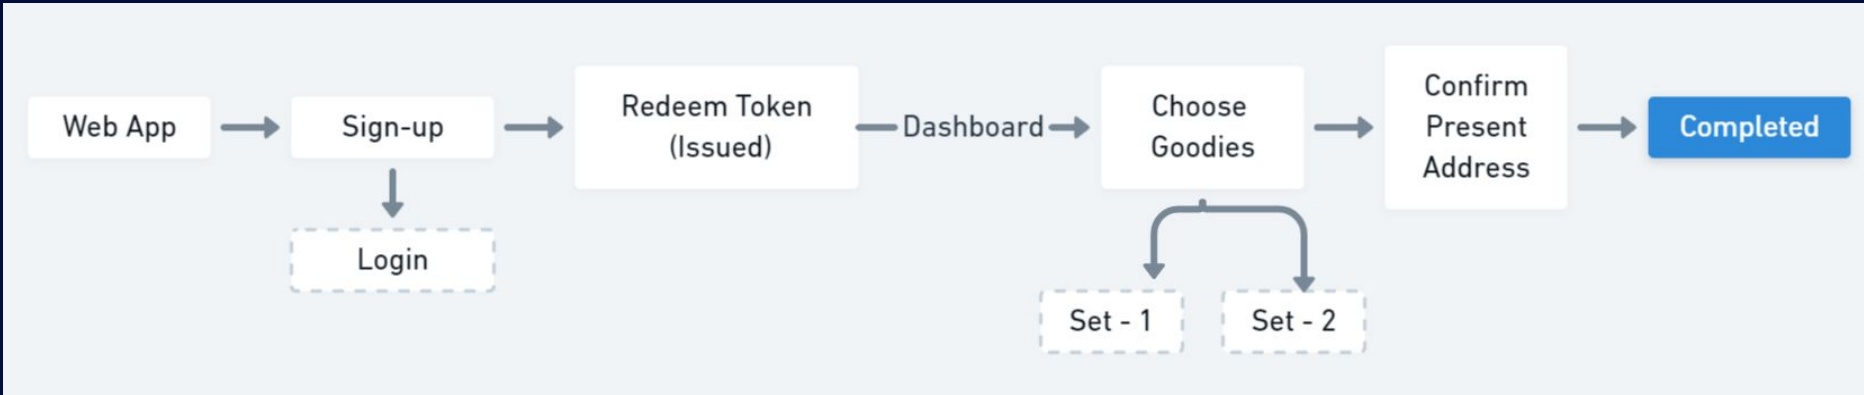 Web App
Sign-up
Login
Redeem Token
(Issued)
Dashboard
Choose
Goodies
Set - 1
Set - 2
Confirm
Present
Address
Completed